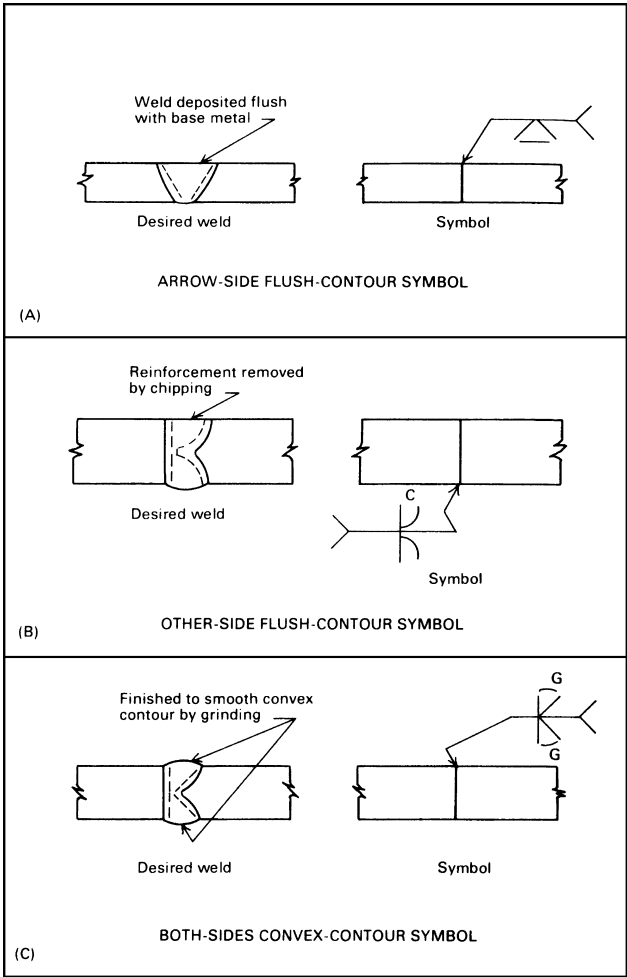 Weld deposited flush
with base metal
Desired weld
Symbol
ARROW-SIDE FLUSH-CONTOUR SYMBOL
(A)
Reinforcement removed
by chipping
C
Desired weld
Symbol
OTHER-SIDE FLUSH-CONTOUR SYMBOL
(B)
Finished to smooth convex
contour by grinding
G
G
Desired weld
Symbol
BOTH-SIDES CONVEX-CONTOUR SYMBOL
(C)